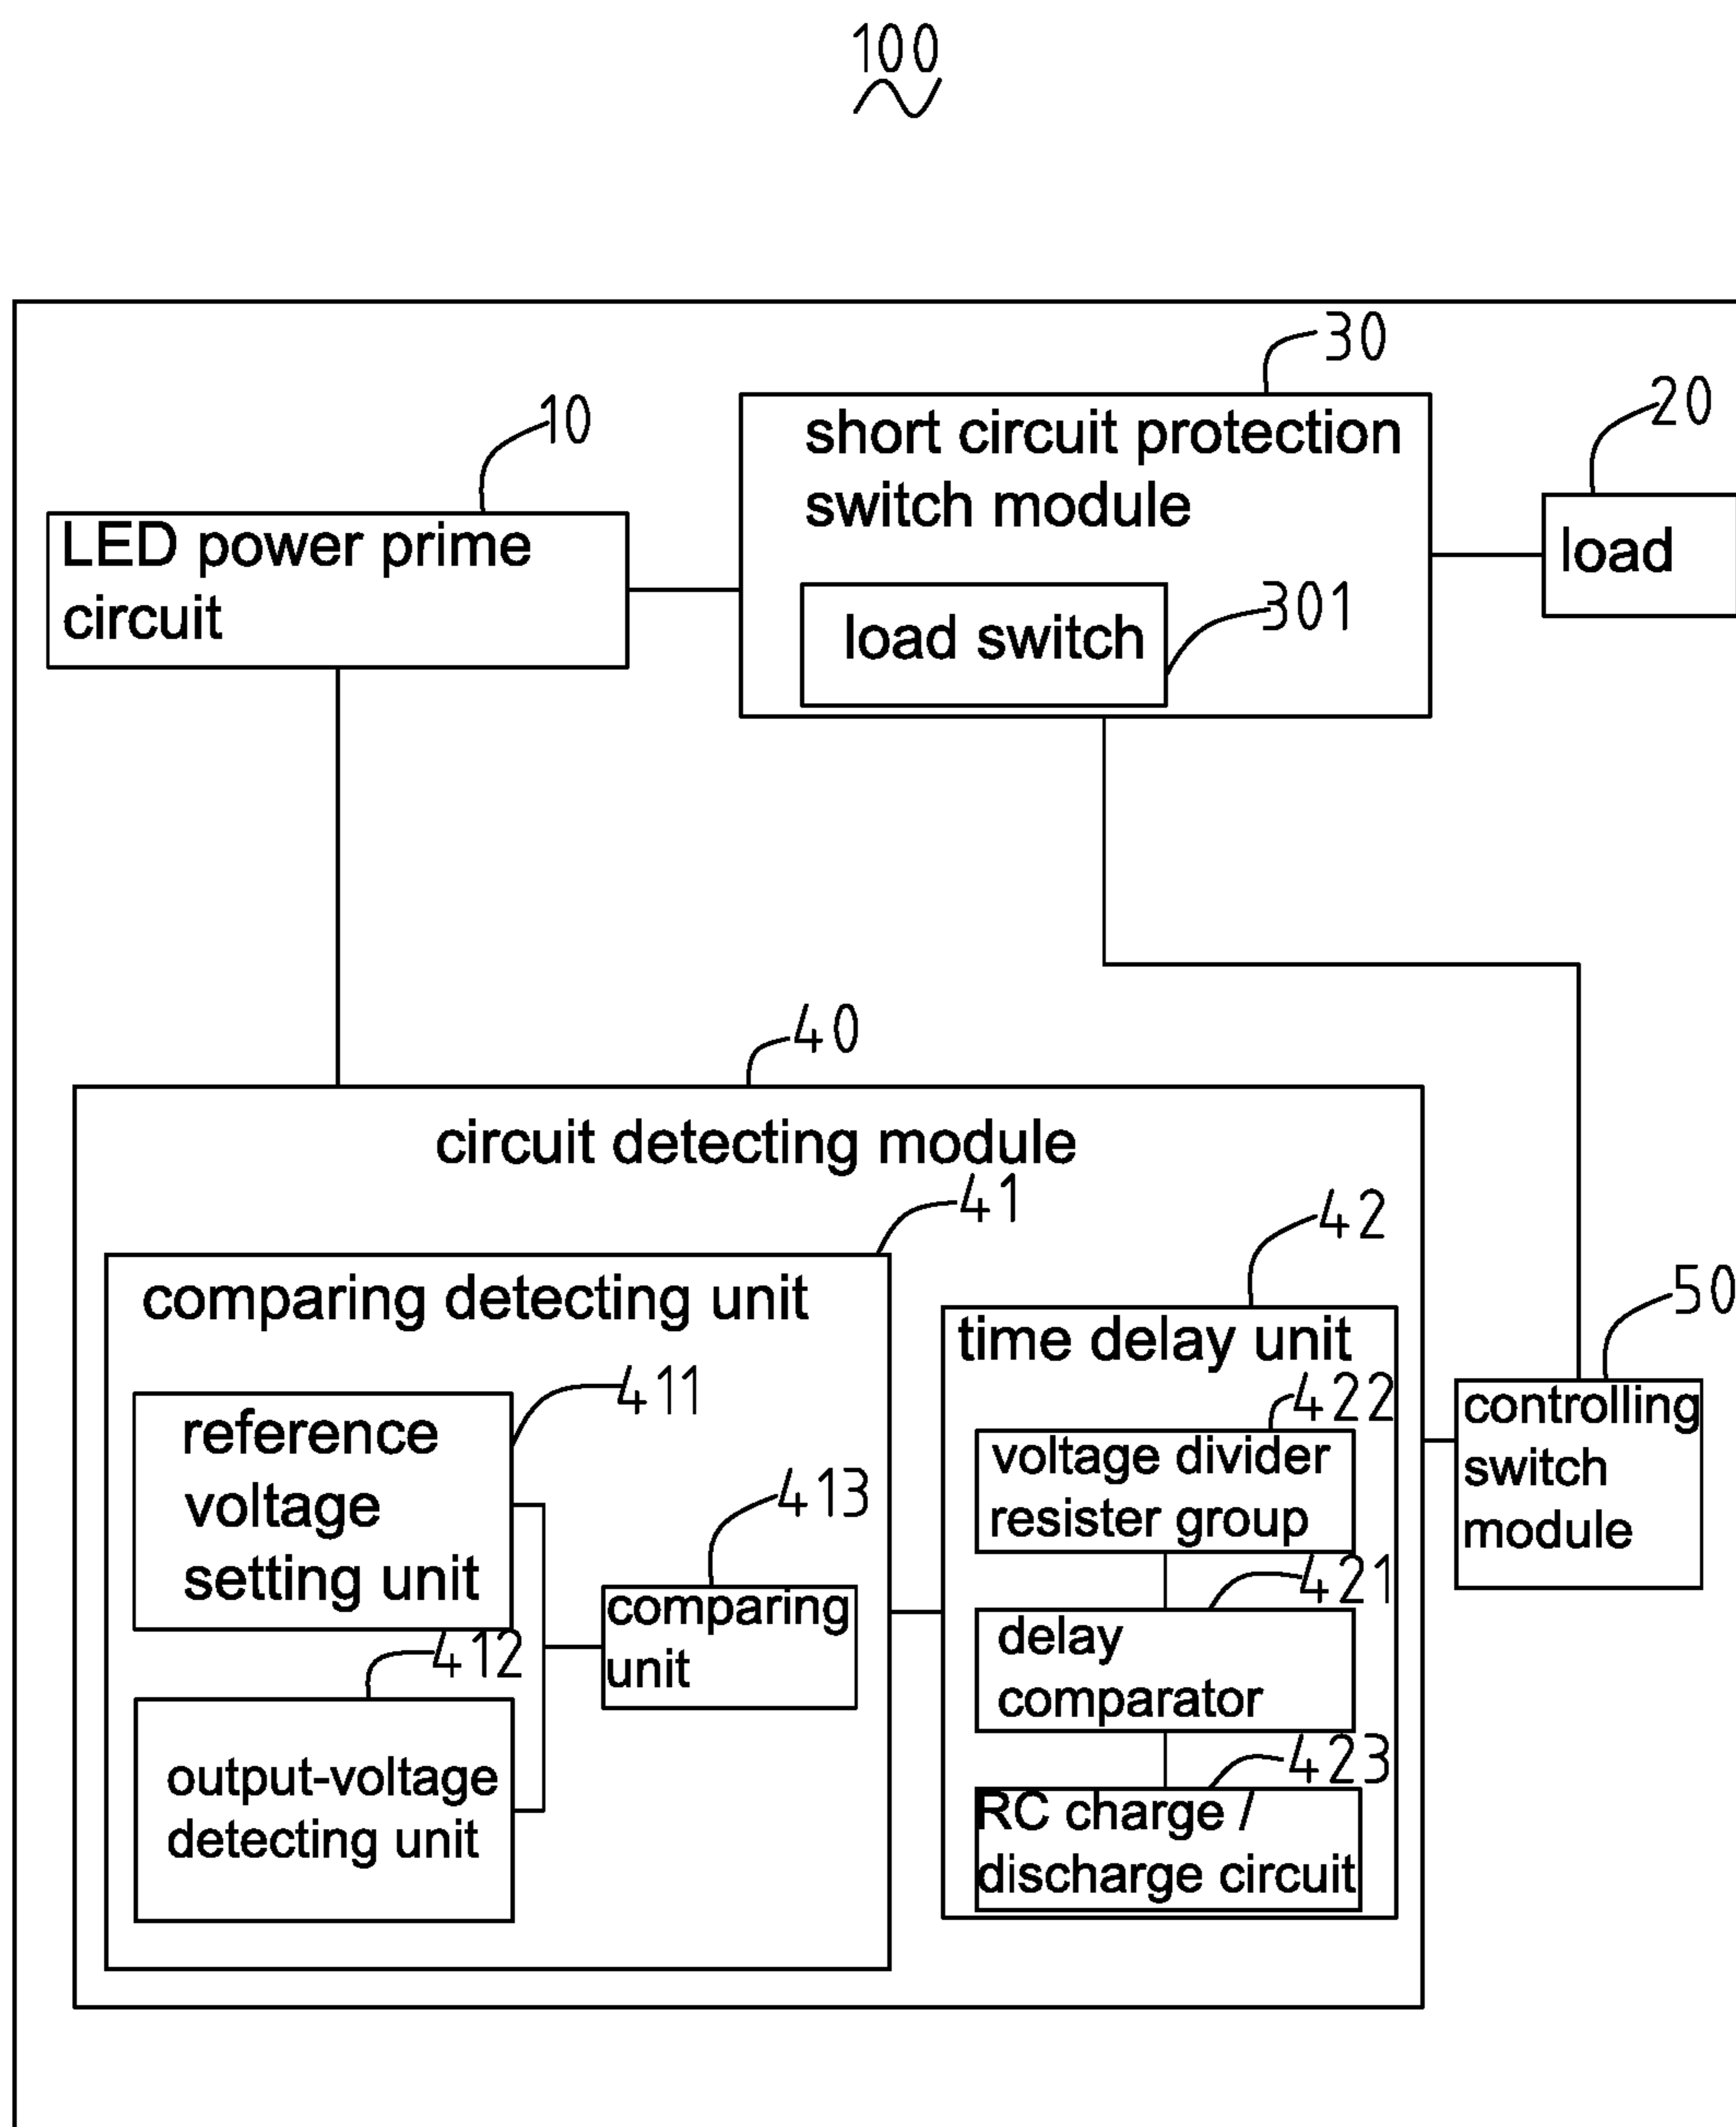 100
30
short circuit protection
switch module
10
LED power prime
circuit
20
load
301
load switch
40
circuit detecting module
41
comparing detecting unit
42
time delay unit
411
reference
voltage
setting unit
413
comparing
unit
412
output-voltage
detecting unit
422
voltage divider
resister group
421
delay
comparator
423
RC charge /
discharge circuit
50
controlling
switch
module